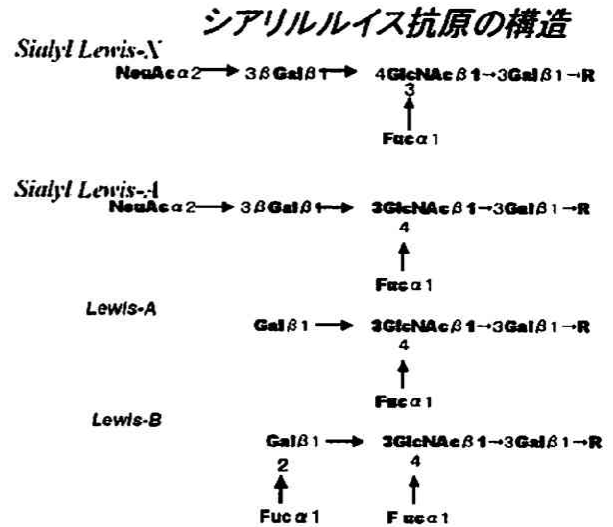 シアリルルイス抗原の構造
Sialyl Lewis-X
NeuAcα2→3βGalβ1→4GlcNAcβ1→3Galβ1→R
3
↑
Fucα1
Sialyl Lewis-A
NeuAcα2→3βGalβ1→3GlcNAcβ1→3Galβ1→R
4
↑
Fucα1
Lewis-A
Galβ1→3GlcNAcβ1→3Galβ1→R
4
↑
Fucα1
Lewis-B
Galβ1→3GlcNAcβ1→3Galβ1→R
2 4
↑ ↑
Fucα1 Fucα1